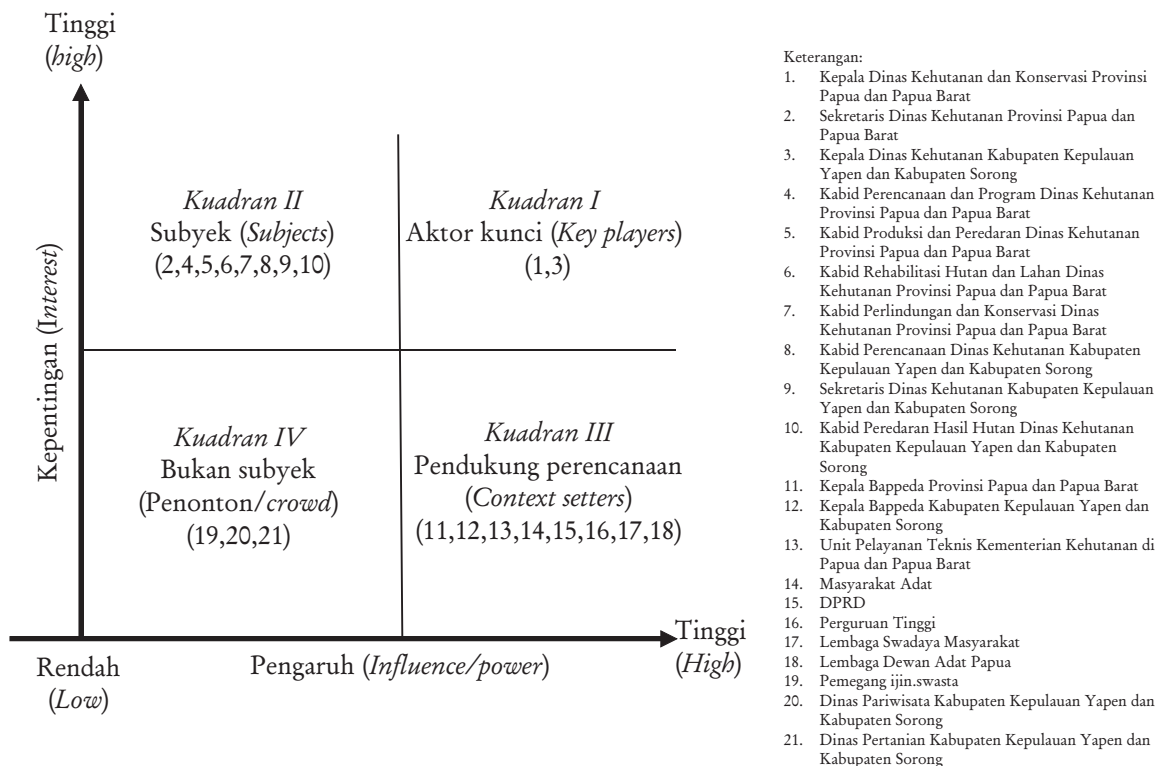 Tinggi
(high)
Kepentingan (Interest)
Kuadran II
Subyek (Subjects)
(2,4,5,6,7,8,9,10)
Kuadran I
Aktor kunci (Key players)
(1,3)
Kuadran IV
Bukan subyek
(Penonton/crowd)
(19,20,21)
Kuadran III
Pendukung perencanaan
(Context setters)
(11,12,13,14,15,16,17,18)
Rendah
(Low)
Pengaruh (Influence/power)
Tinggi
(High)
Keterangan:
1. Kepala Dinas Kehutanan dan Konservasi Provinsi
Papua dan Papua Barat
2. Sekretaris Dinas Kehutanan Provinsi Papua dan
Papua Barat
3. Kepala Dinas Kehutanan Kabupaten Kepulauan
Yapen dan Kabupaten Sorong
4. Kabid Perencanaan dan Program Dinas Kehutanan
Provinsi Papua dan Papua Barat
5. Kabid Produksi dan Peredaran Dinas Kehutanan
Provinsi Papua dan Papua Barat
6. Kabid Rehabilitasi Hutan dan Lahan Dinas
Kehutanan Provinsi Papua dan Papua Barat
7. Kabid Perlindungan dan Konservasi Dinas
Kehutanan Provinsi Papua dan Papua Barat
8. Kabid Perencanaan Dinas Kehutanan Kabupaten
Kepulauan Yapen dan Kabupaten Sorong
9. Sekretaris Dinas Kehutanan Kabupaten Kepulauan
Yapen dan Kabupaten Sorong
10. Kabid Peredaran Hasil Hutan Dinas Kehutanan
Kabupaten Kepulauan Yapen dan Kabupaten
Sorong
11. Kepala Bappeda Provinsi Papua dan Papua Barat
12. Kepala Bappeda Kabupaten Kepulauan Yapen dan
Kabupaten Sorong
13. Unit Pelayanan Teknis Kementerian Kehutanan di
Papua dan Papua Barat
14. Masyarakat Adat
15. DPRD
16. Perguruan Tinggi
17. Lembaga Swadaya Masyarakat
18. Lembaga Dewan Adat Papua
19. Pemegang ijin.swasta
20. Dinas Pariwisata Kabupaten Kepulauan Yapen dan
Kabupaten Sorong
21. Dinas Pertanian Kabupaten Kepulauan Yapen dan
Kabupaten Sorong